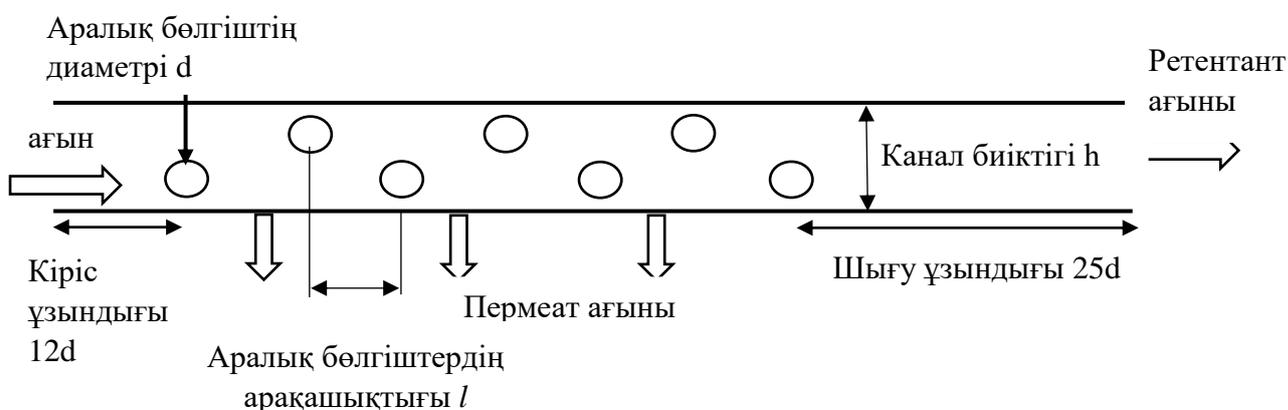 Аралық бөлгіштің
диаметрі d
Ретентант
ағыны
ағын
Канал биіктігі h
Кіріс
ұзындығы
12d
Шығу ұзындығы 25d
Пермеат ағыны
Аралық бөлгіштердің
арақашықтығы l